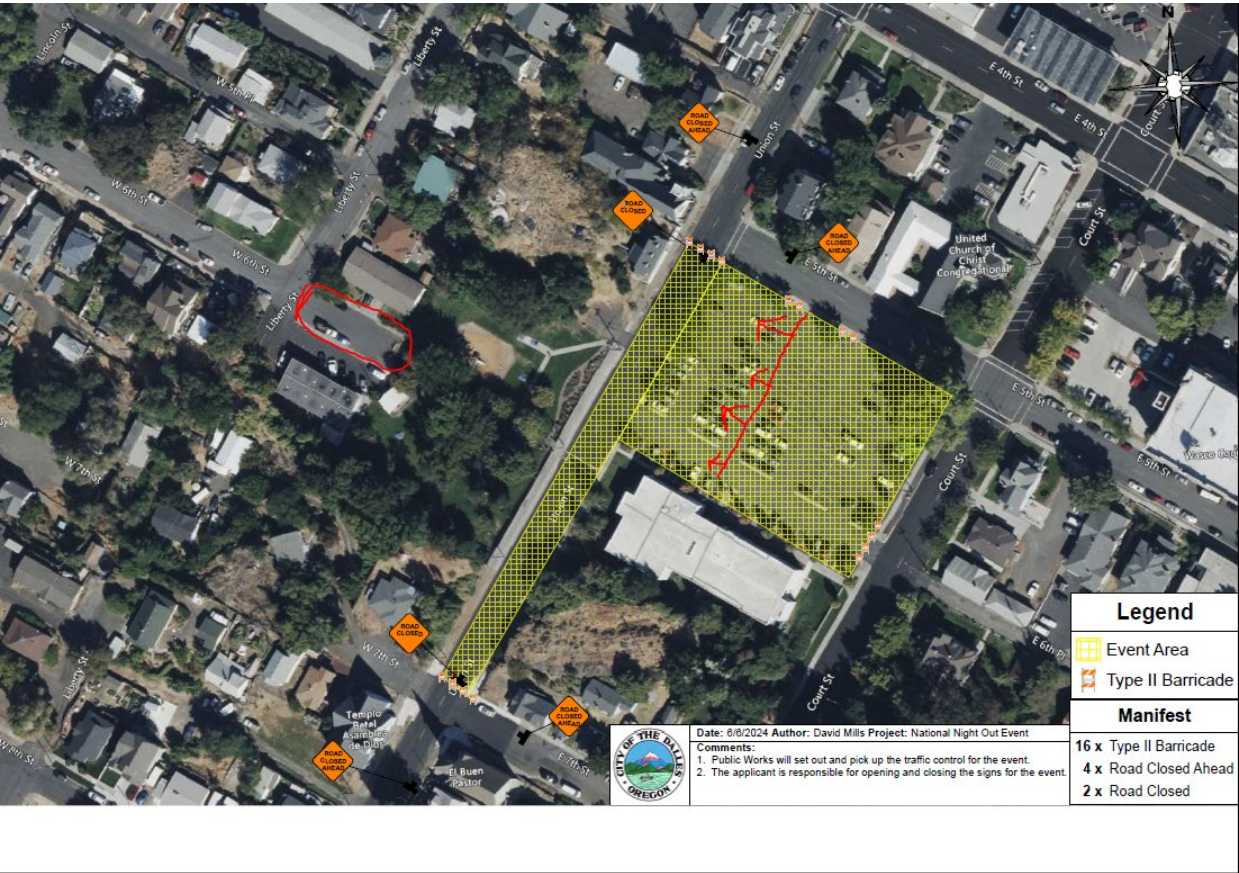 N
Lincoln St
Liberty St
W 5th Pl
E 4th St
E 4th St
Court St
ROAD
CLOSED
AHEAD
Union St
W 6th St
Liberty St
ROAD
CLOSED
ROAD
CLOSED
AHEAD
E 5th St
United
Church of
Christ
Congregational
Court St
W 6th St
Liberty St
E 5th St
E 5th St
Court St
W 7th St
E 6th Pl
ROAD
CLOSED
W 7th St
Liberty St
Court St
Templo
Betel
Asamblea
de Dios
ROAD
CLOSED
AHEAD
ROAD
CLOSED
AHEAD
E 7th St
El Buen
Pastor
W 8th St
Legend
Event Area
Type II Barricade
Manifest
16 x Type II Barricade
4 x Road Closed Ahead
2 x Road Closed
CITY OF THE DALLES
OREGON
Date: 6/6/2024 Author: David Mills Project: National Night Out Event
Comments:
1. Public Works will set out and pick up the traffic control for the event.
2. The applicant is responsible for opening and closing the signs for the event.